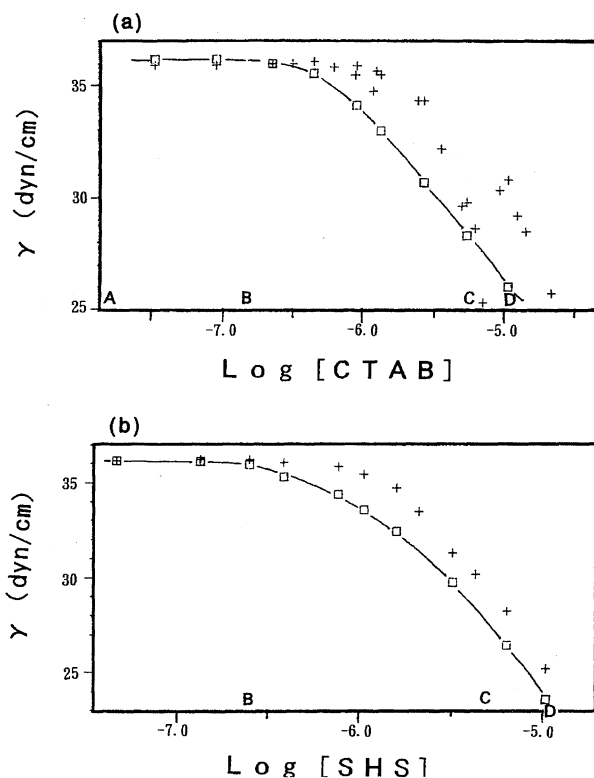 (a)
γ (dyn/cm)
35
30
25
A
B
C
D
-7.0
-6.0
-5.0
Log [CTAB]
(b)
γ (dyn/cm)
35
30
25
B
C
D
-7.0
-6.0
-5.0
Log [SHS]